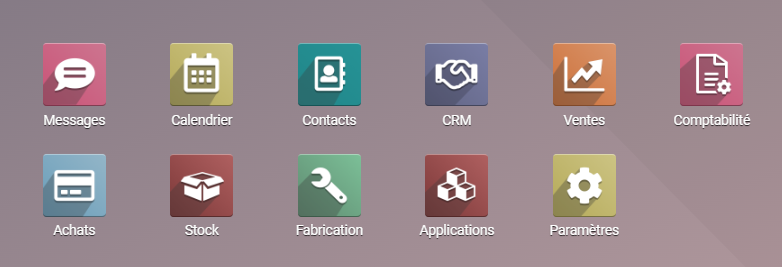 Messages
Calendrier
Contacts
CRM
Ventes
Comptabilité
Achats
Stock
Fabrication
Applications
Paramètres